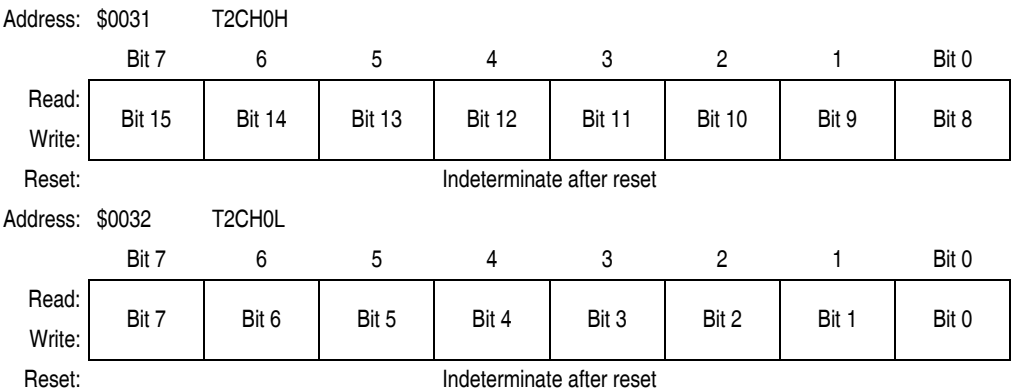 Address: $0031 T2CH0H
Bit 7 6 5 4 3 2 1 Bit 0
Read:
Bit 15 Bit 14 Bit 13 Bit 12 Bit 11 Bit 10 Bit 9 Bit 8
Write:
Reset: Indeterminate after reset
Address: $0032 T2CH0L
Bit 7 6 5 4 3 2 1 Bit 0
Read:
Bit 7 Bit 6 Bit 5 Bit 4 Bit 3 Bit 2 Bit 1 Bit 0
Write:
Reset: Indeterminate after reset